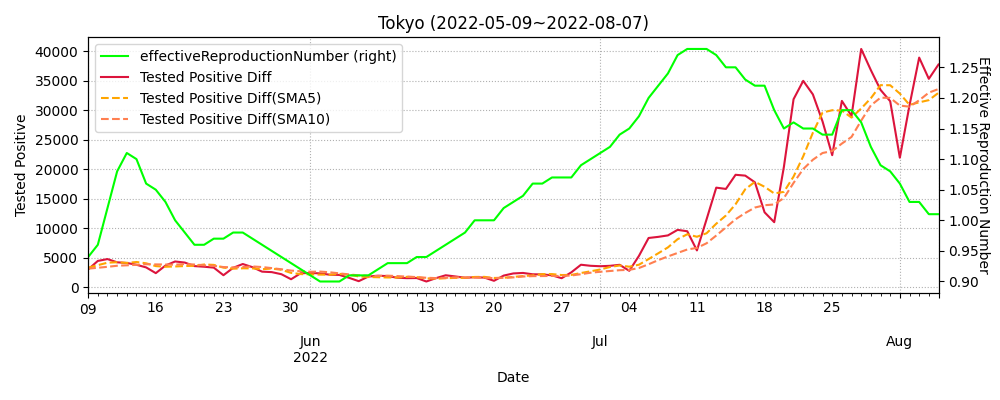 Tokyo (2022-05-09~2022-08-07)
effectiveReproductionNumber (right)
Tested Positive Diff
Tested Positive Diff(SMA5)
Tested Positive Diff(SMA10)
Tested Positive
40000
35000
30000
25000
20000
15000
10000
5000
0
Effective Reproduction Number
1.25
1.20
1.15
1.10
1.05
1.00
0.95
0.90
09 16 23 30 06 13 20 27 04 11 18 25
Jun Jul Aug
2022
Date